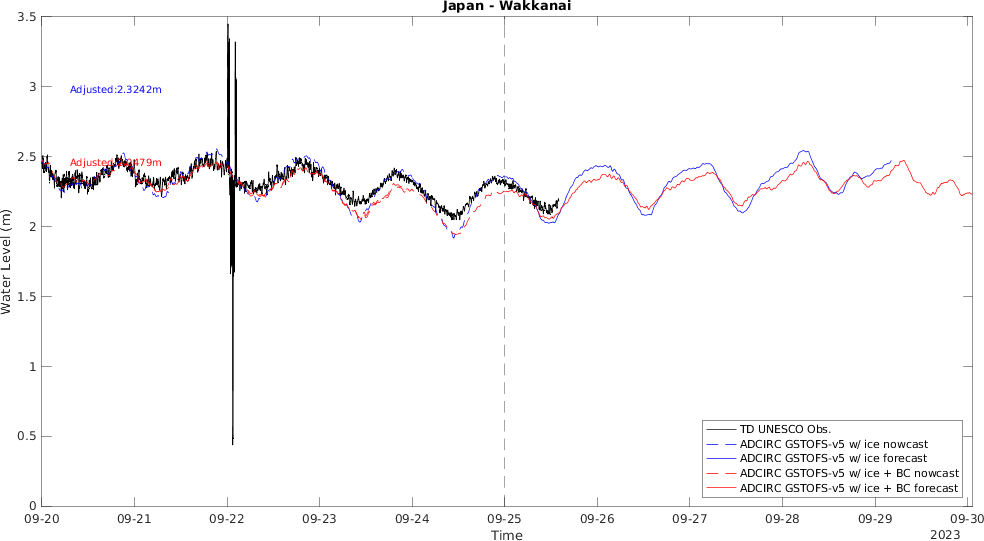 Japan - Wakkanai
3.5
3
2.5
2
1.5
1
0.5
0
Water Level (m)
Adjusted:2.3242m
Adjusted:
479m
TD UNESCO Obs.
ADCIRC GSTOFS-v5 w/ ice nowcast
ADCIRC GSTOFS-v5 w/ ice forecast
ADCIRC GSTOFS-v5 w/ ice + BC nowcast
ADCIRC GSTOFS-v5 w/ ice + BC forecast
09-20
09-21
09-22
09-23
09-24
09-25
09-26
09-27
09-28
09-29
09-30
Time
2023